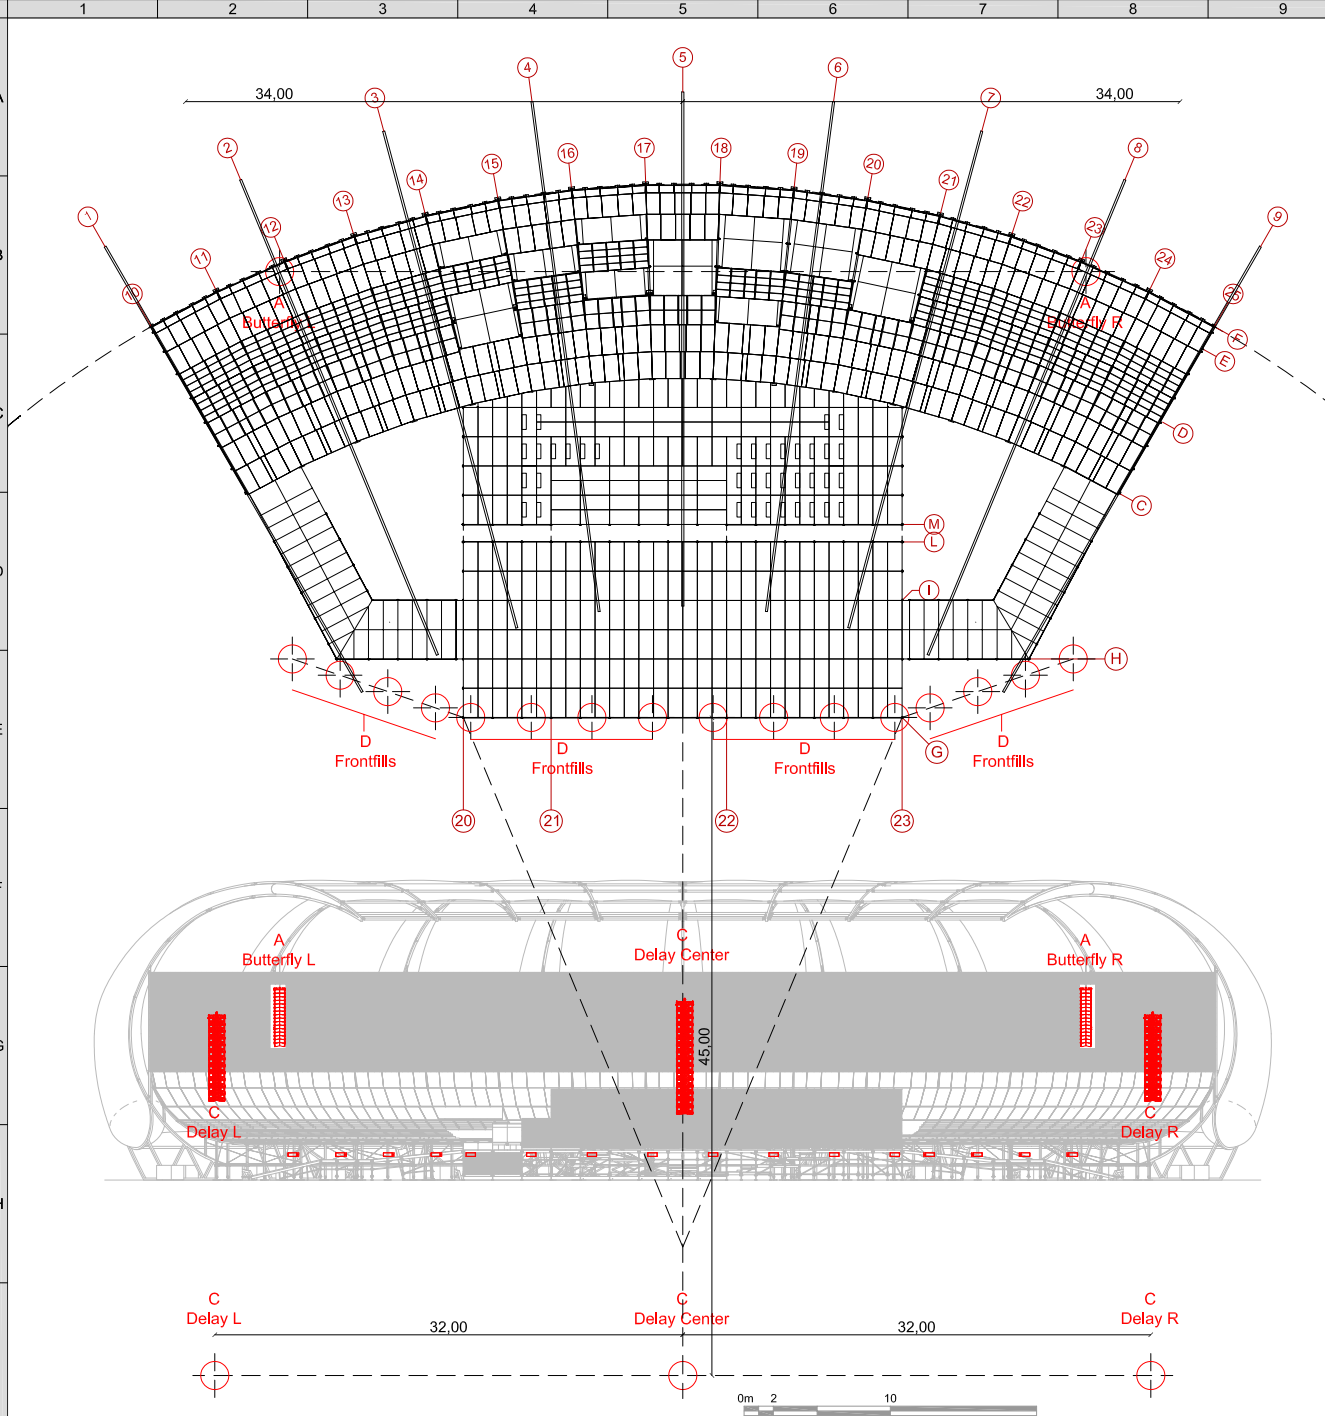 1 2 3 4 5 6 7 8 9
A
5
4 6
34,00 3 7 34,00
2 14 15 16 17 18 19 20 21 8
1 11 12 13 22 23 24 9
B
10 25
A
Butterfly L
A
Butterfly R
F
E
C
D
C
M
L
D
I
H
E
D
Frontfills
D
Frontfills
D
Frontfills
D
Frontfills
G
20 21 22 23
F
A
Butterfly L
C
Delay Center
A
Butterfly R
G
45,00
C
Delay L
C
Delay R
H
C
Delay L
C
Delay Center
C
Delay R
32,00 32,00
0m 2 10